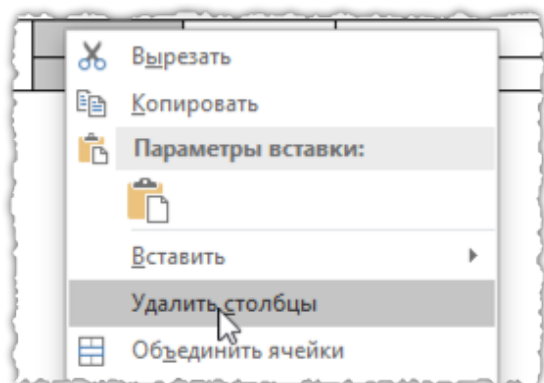 Вырезать
Копировать
Параметры вставки:
Вставить
Удалить столбцы
Объединить ячейки